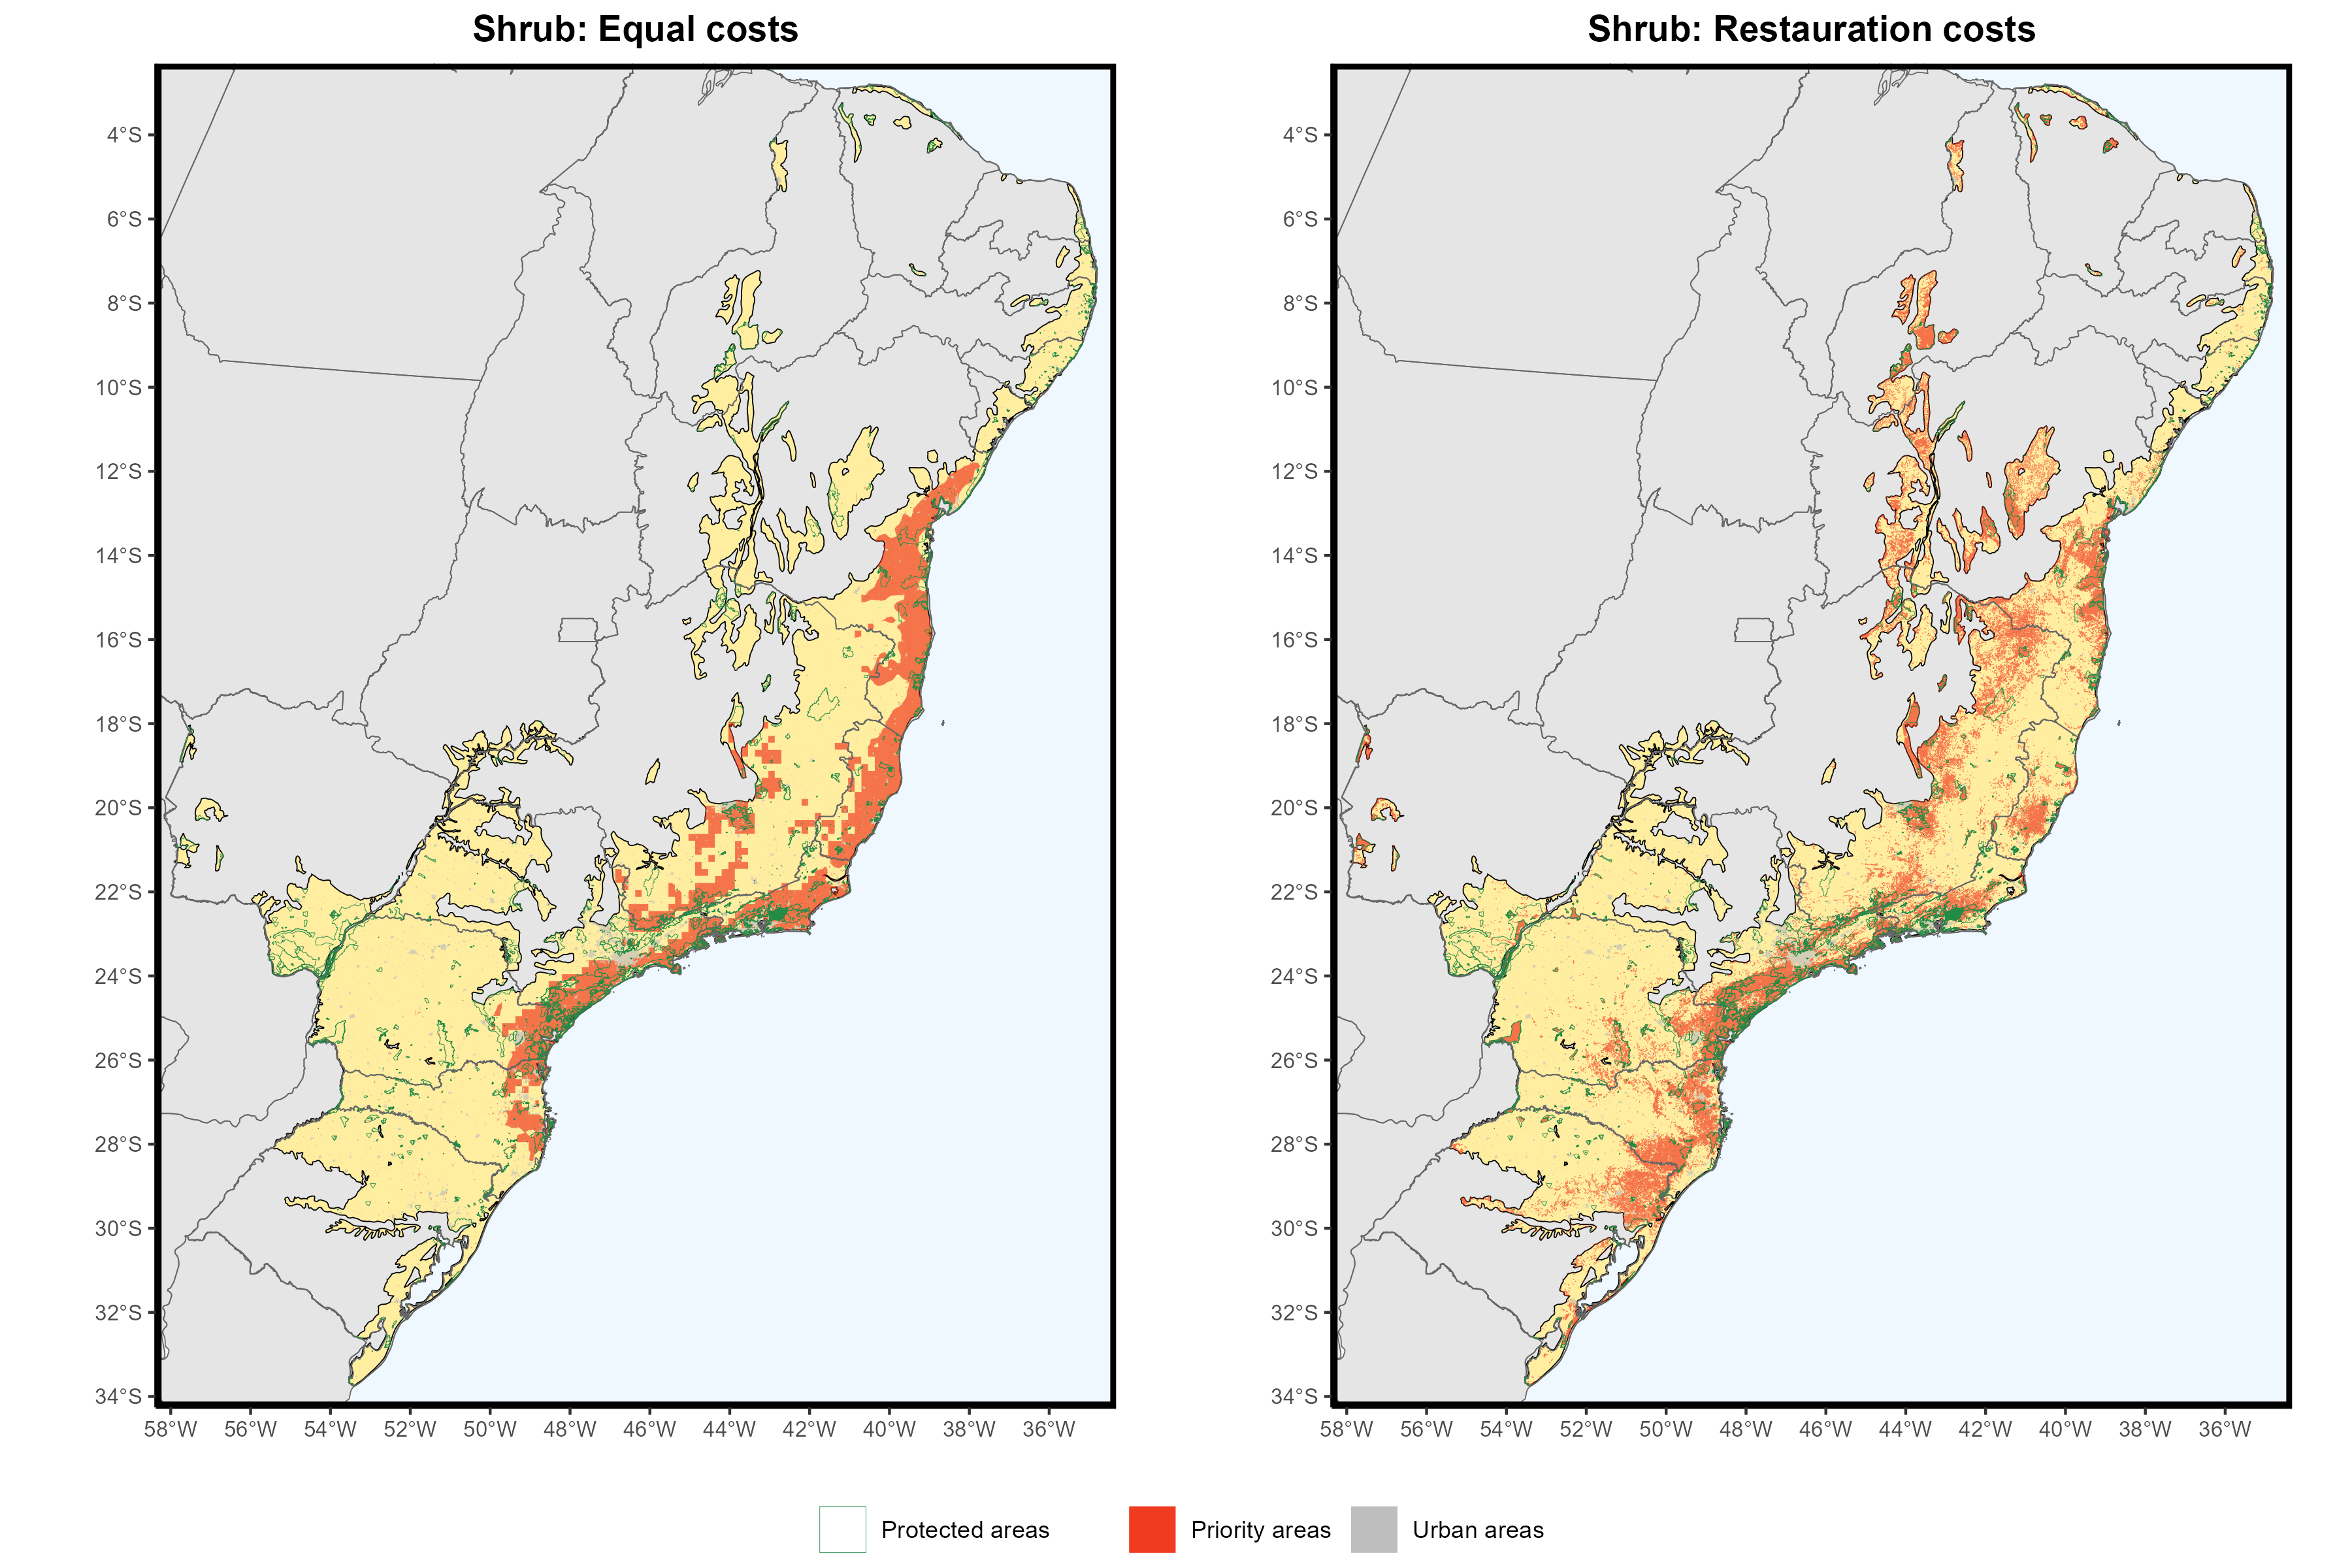 Shrub: Equal costs
Shrub: Restauration costs
4°S
6°S
8°S
10°S
12°S
14°S
16°S
18°S
20°S
22°S
24°S
26°S
28°S
30°S
32°S
34°S
58°W 56°W 54°W 52°W 50°W 48°W 46°W 44°W 42°W 40°W 38°W 36°W
4°S
6°S
8°S
10°S
12°S
14°S
16°S
18°S
20°S
22°S
24°S
26°S
28°S
30°S
32°S
34°S
58°W 56°W 54°W 52°W 50°W 48°W 46°W 44°W 42°W 40°W 38°W 36°W
Protected areas Priority areas Urban areas